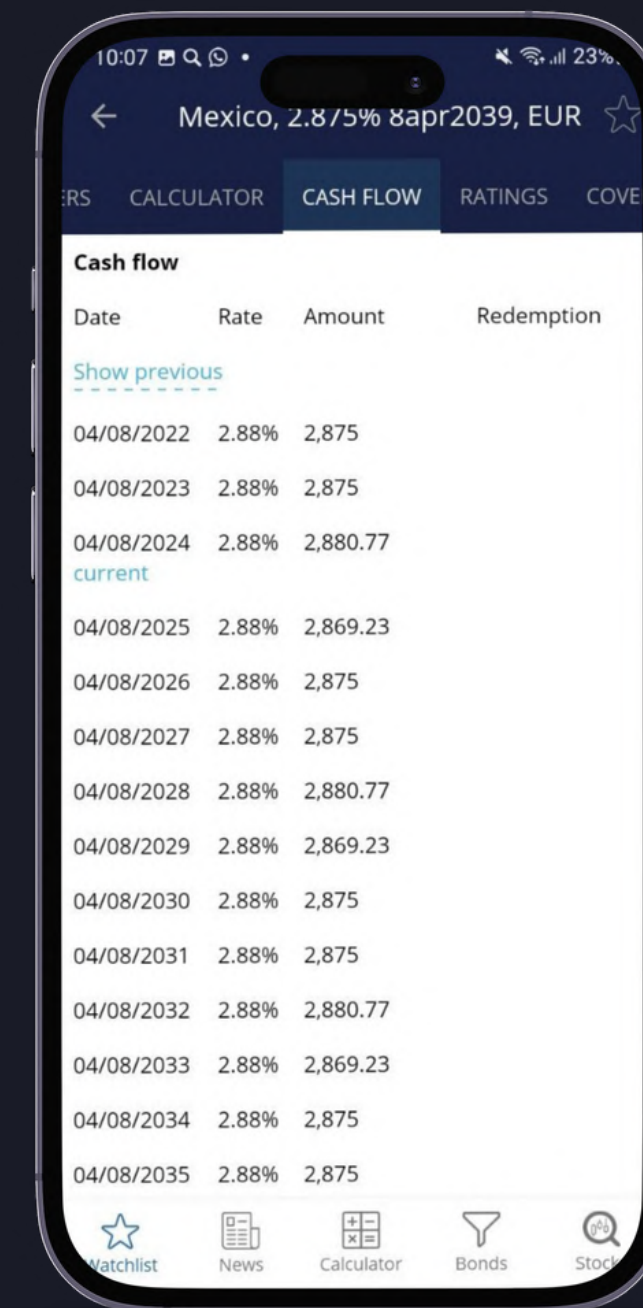 10:07 23%
Mexico, 2.875% 8apr2039, EUR
ERS CALCULATOR CASH FLOW RATINGS COVE
Cash flow
Date Rate Amount Redemption
Show previous
04/08/2022 2.88% 2,875
04/08/2023 2.88% 2,875
04/08/2024 2.88% 2,880.77
current
04/08/2025 2.88% 2,869.23
04/08/2026 2.88% 2,875
04/08/2027 2.88% 2,875
04/08/2028 2.88% 2,880.77
04/08/2029 2.88% 2,869.23
04/08/2030 2.88% 2,875
04/08/2031 2.88% 2,875
04/08/2032 2.88% 2,880.77
04/08/2033 2.88% 2,869.23
04/08/2034 2.88% 2,875
04/08/2035 2.88% 2,875
Watchlist News Calculator Bonds Stock